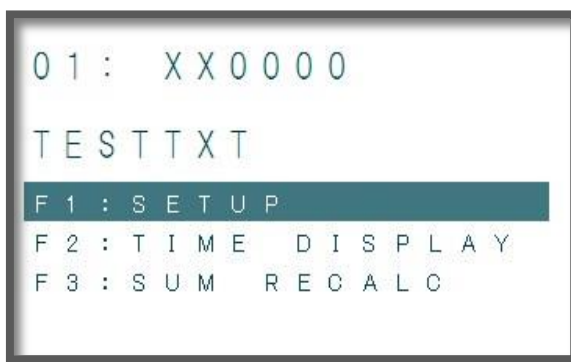 01: XX0000
TESTTXT
F1:SETUP
F2:TIME DISPLAY
F3:SUM RECALC